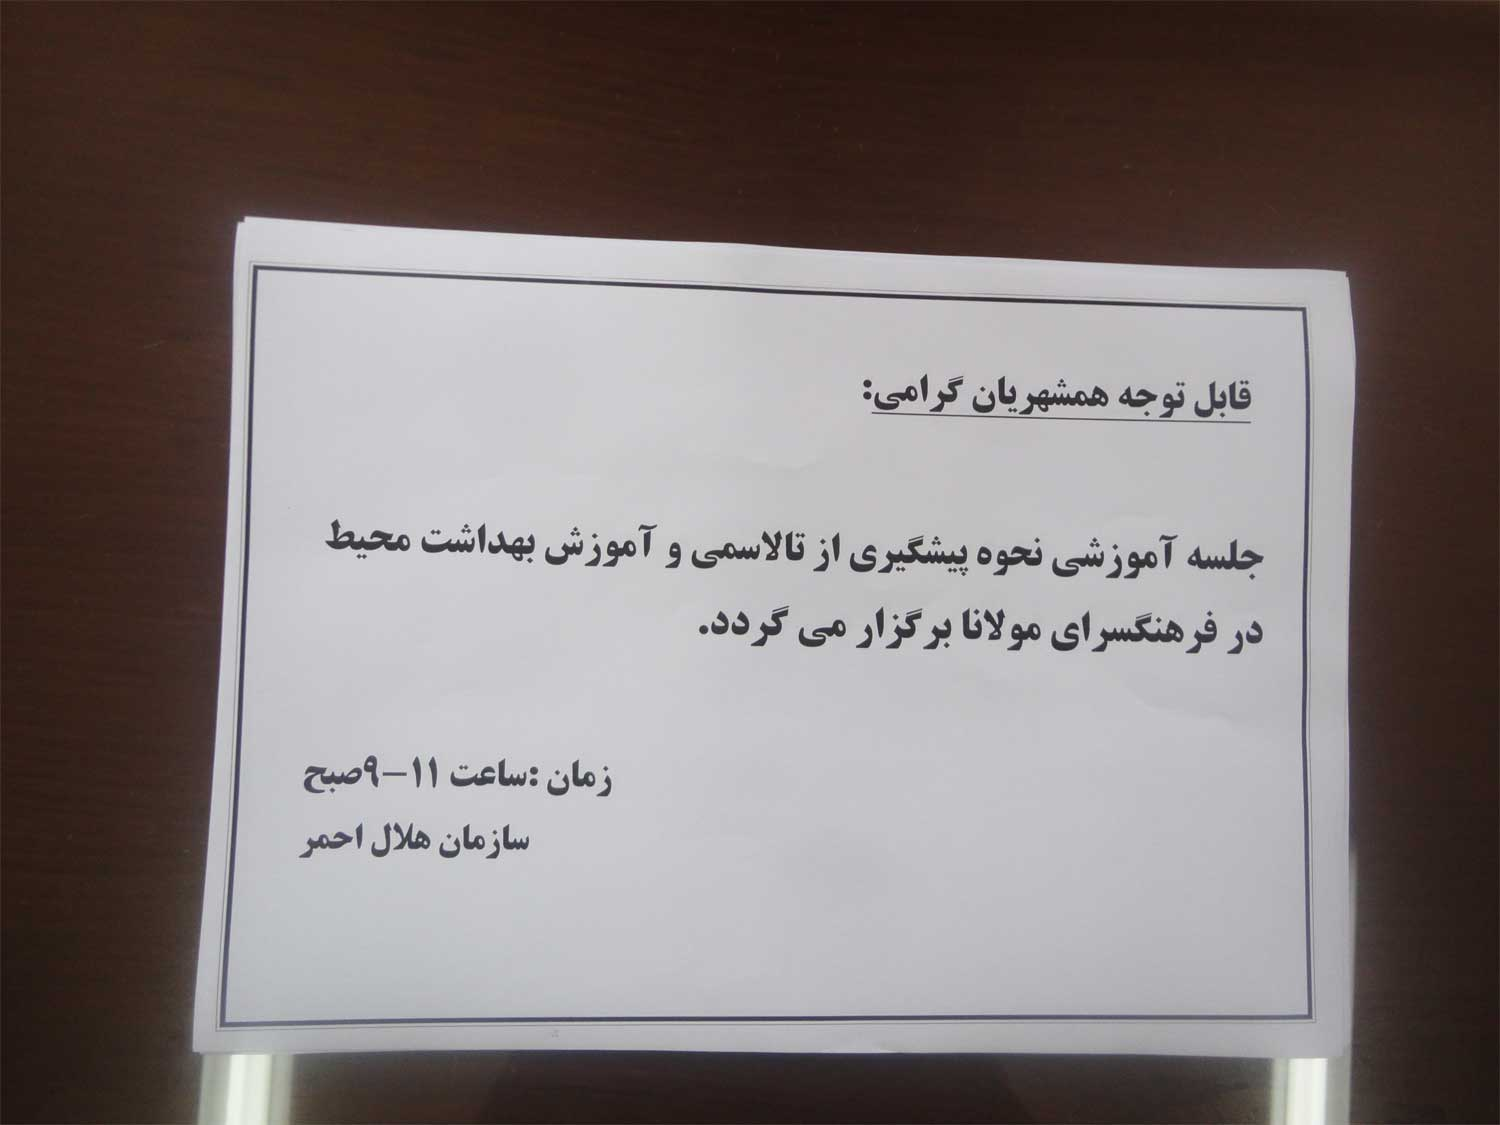 قابل توجه همشهریان گرامی:
جلسه آموزشی نحوه پیشگیری از تالاسمی و آموزش بهداشت محیط
در فرهنگسرای مولانا برگزار می گردد.
زمان :ساعت ۱۱-۹صبح
سازمان هلال احمر